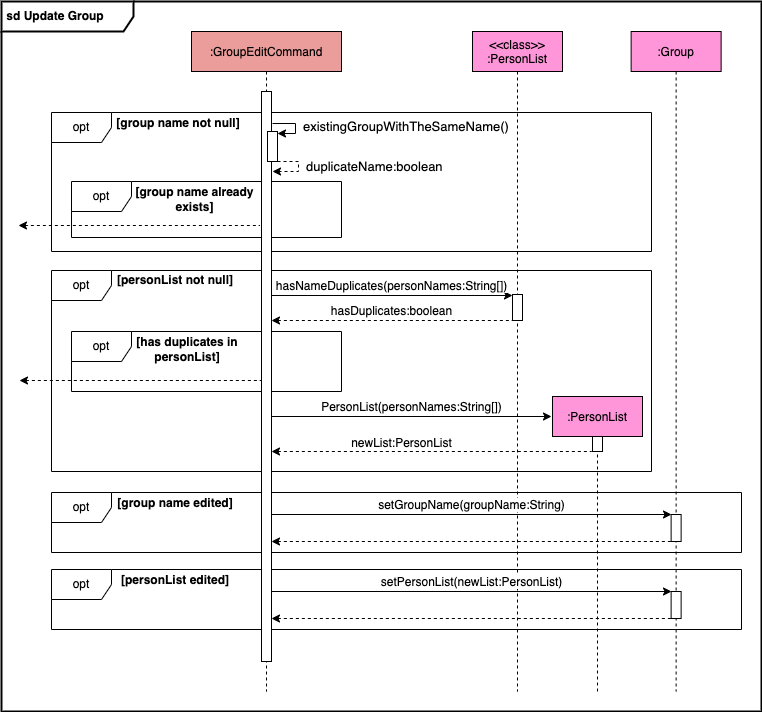 sd Update Group
:GroupEditCommand
<<class>>
:PersonList
:Group
opt
[group name not null]
existingGroupWithTheSameName()
duplicateName:boolean
opt
[group name already
exists]
opt
[personList not null]
hasNameDuplicates(personNames:String[])
hasDuplicates:boolean
opt
[has duplicates in
personList]
PersonList(personNames:String[])
:PersonList
newList:PersonList
opt
[group name edited]
setGroupName(groupName:String)
opt
[personList edited]
setPersonList(newList:PersonList)